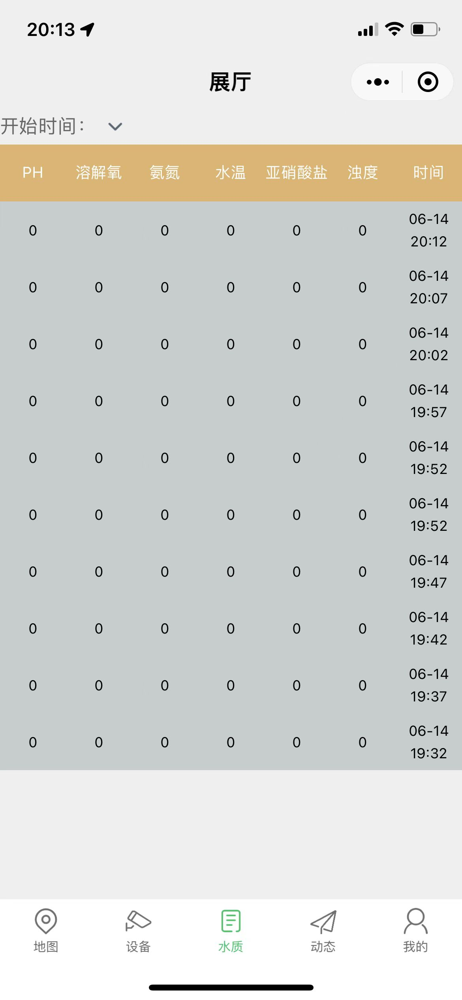 20:13
展厅
开始时间：
PH 溶解氧 氨氮 水温 亚硝酸盐 浊度 时间
0 0 0 0 0 0 06-14 20:12
0 0 0 0 0 0 06-14 20:07
0 0 0 0 0 0 06-14 20:02
0 0 0 0 0 0 06-14 19:57
0 0 0 0 0 0 06-14 19:52
0 0 0 0 0 0 06-14 19:52
0 0 0 0 0 0 06-14 19:47
0 0 0 0 0 0 06-14 19:42
0 0 0 0 0 0 06-14 19:37
0 0 0 0 0 0 06-14 19:32
地图 设备 水质 动态 我的